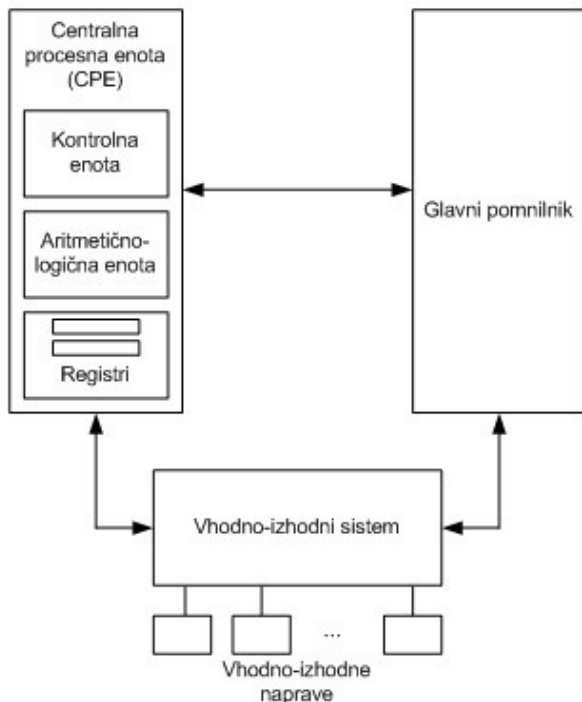 Centralna
procesna enota
(CPE)
Kontrolna
enota
Aritmetično-
logična enota
Registri
Glavni pomnilnik
Vhodno-izhodni sistem
...
Vhodno-izhodne
naprave